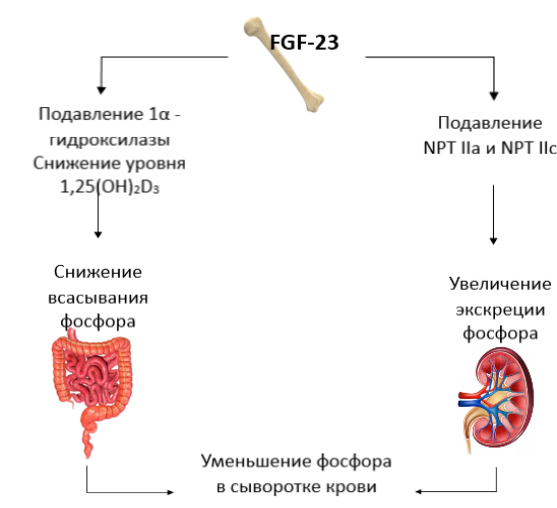 FGF-23
Подавление 1α -
гидроксилазы
Снижение уровня
1,25(OH)₂D₃
Подавление
NPT IIa и NPT IIc
Снижение
всасывания
фосфора
Увеличение
экскреции
фосфора
Уменьшение фосфора
в сыворотке крови